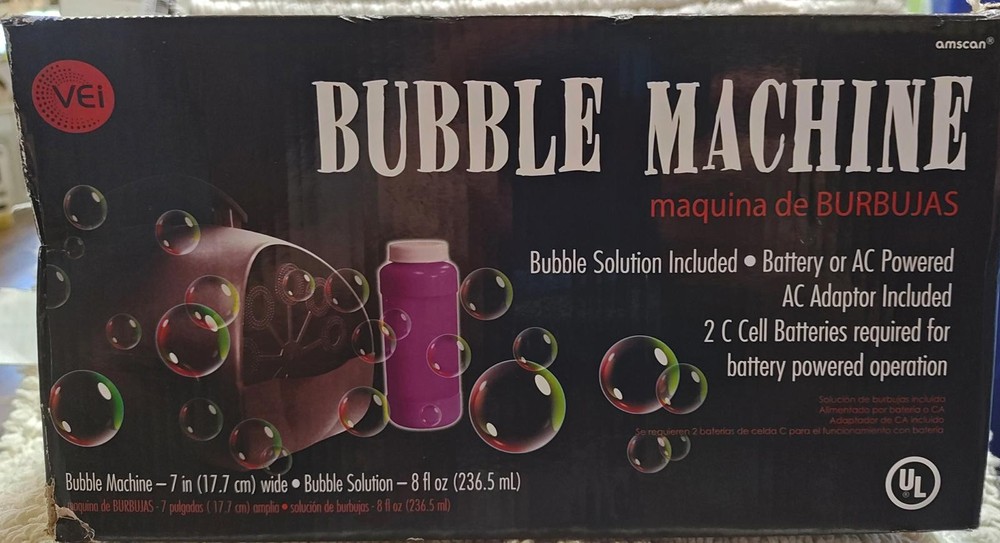 amscan®
VEi
BUBBLE MACHINE
maquina de BURBUJAS
Bubble Solution Included • Battery or AC Powered
AC Adaptor Included
2 C Cell Batteries required for
battery powered operation
Solución de burbujas incluida
Alimentado por batería o CA
Adaptador de CA incluido
Se requieren 2 baterías de celda C para el funcionamiento con batería
Bubble Machine – 7 in (17.7 cm) wide • Bubble Solution – 8 fl oz (236.5 mL)
maquina de BURBUJAS - 7 pulgadas (17.7 cm) amplia • solución de burbujas - 8 fl oz (236.5 ml)
UL